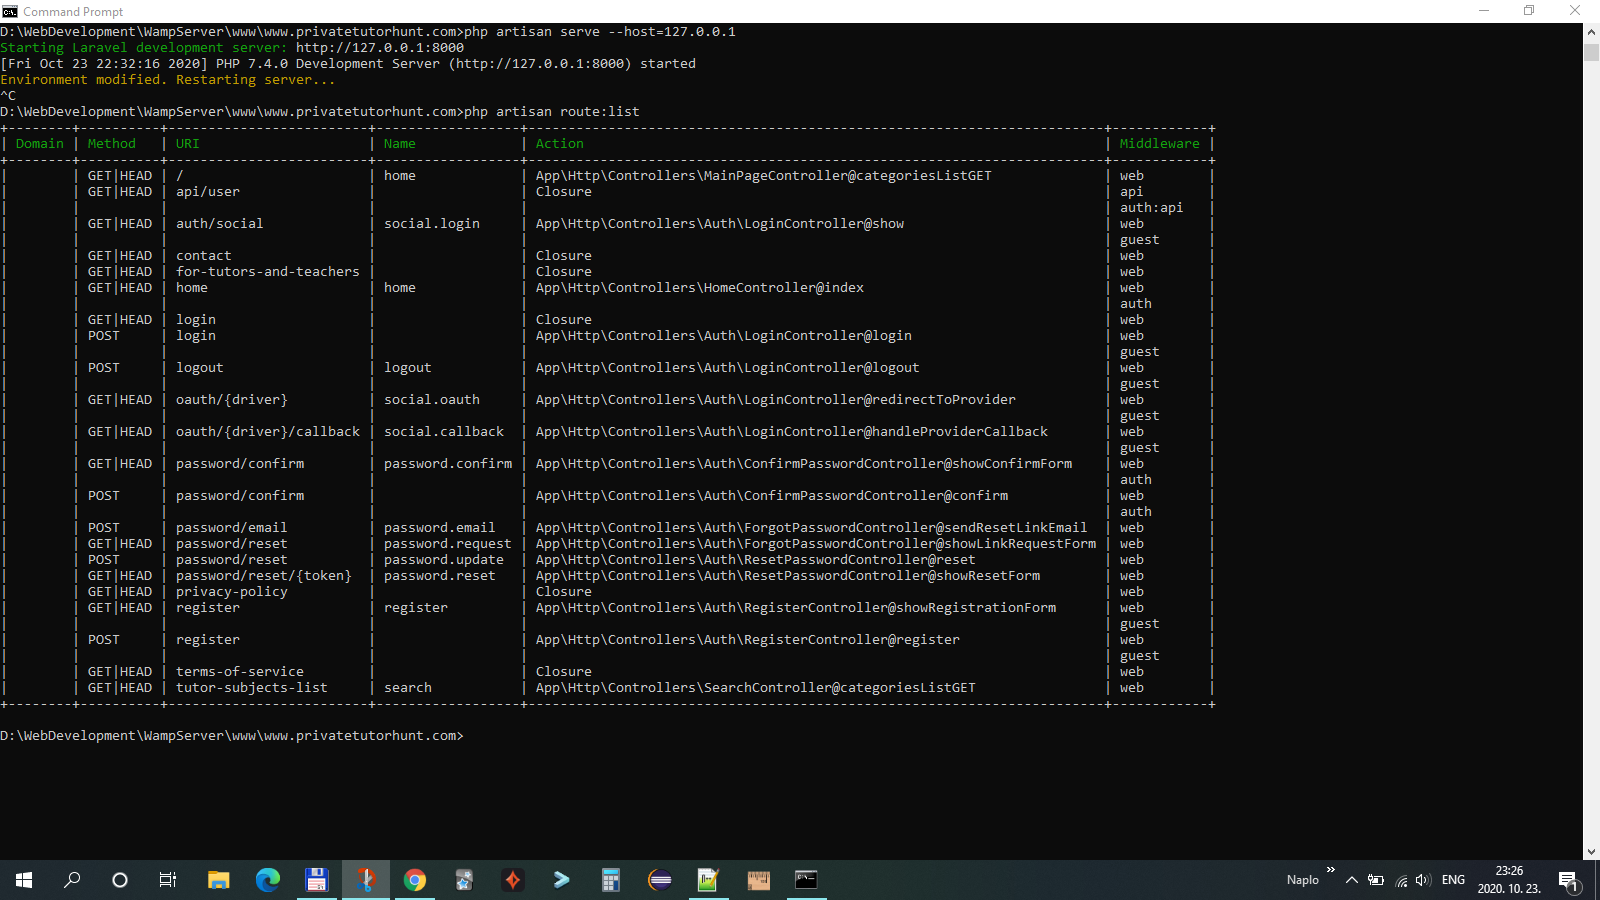 Command Prompt
D:\WebDevelopment\WampServer\www\www.privatetutorhunt.com>php artisan serve --host=127.0.0.1
Starting Laravel development server: http://127.0.0.1:8000
[Fri Oct 23 22:32:16 2020] PHP 7.4.0 Development Server (http://127.0.0.1:8000) started
Environment modified. Restarting server...
^C
D:\WebDevelopment\WampServer\www\www.privatetutorhunt.com>php artisan route:list
+--------+----------+-------------------------+------------------+------------------------------------------------------------------------+------------+
| Domain | Method   | URI                     | Name             | Action                                                                 | Middleware |
+--------+----------+-------------------------+------------------+------------------------------------------------------------------------+------------+
|        | GET|HEAD | /                       | home             | App\Http\Controllers\MainPageController@categoriesListGET              | web        |
|        | GET|HEAD | api/user                |                  | Closure                                                                | api        |
|        |          |                         |                  |                                                                        | auth:api   |
|        | GET|HEAD | auth/social             | social.login     | App\Http\Controllers\Auth\LoginController@show                         | web        |
|        |          |                         |                  |                                                                        | guest      |
|        | GET|HEAD | contact                 |                  | Closure                                                                | web        |
|        | GET|HEAD | for-tutors-and-teachers |                  | Closure                                                                | web        |
|        | GET|HEAD | home                    | home             | App\Http\Controllers\HomeController@index                              | web        |
|        |          |                         |                  |                                                                        | auth       |
|        | GET|HEAD | login                   |                  | Closure                                                                | web        |
|        | POST     | login                   |                  | App\Http\Controllers\Auth\LoginController@login                        | web        |
|        |          |                         |                  |                                                                        | guest      |
|        | POST     | logout                  | logout           | App\Http\Controllers\Auth\LoginController@logout                       | web        |
|        |          |                         |                  |                                                                        | guest      |
|        | GET|HEAD | oauth/{driver}          | social.oauth     | App\Http\Controllers\Auth\LoginController@redirectToProvider           | web        |
|        |          |                         |                  |                                                                        | guest      |
|        | GET|HEAD | oauth/{driver}/callback | social.callback  | App\Http\Controllers\Auth\LoginController@handleProviderCallback       | web        |
|        |          |                         |                  |                                                                        | guest      |
|        | GET|HEAD | password/confirm        | password.confirm | App\Http\Controllers\Auth\ConfirmPasswordController@showConfirmForm    | web        |
|        |          |                         |                  |                                                                        | auth       |
|        | POST     | password/confirm        |                  | App\Http\Controllers\Auth\ConfirmPasswordController@confirm            | web        |
|        |          |                         |                  |                                                                        | auth       |
|        | POST     | password/email          | password.email   | App\Http\Controllers\Auth\ForgotPasswordController@sendResetLinkEmail  | web        |
|        | GET|HEAD | password/reset          | password.request | App\Http\Controllers\Auth\ForgotPasswordController@showLinkRequestForm | web        |
|        | POST     | password/reset          | password.update  | App\Http\Controllers\Auth\ResetPasswordController@reset                | web        |
|        | GET|HEAD | password/reset/{token}  | password.reset   | App\Http\Controllers\Auth\ResetPasswordController@showResetForm        | web        |
|        | GET|HEAD | privacy-policy          |                  | Closure                                                                | web        |
|        | GET|HEAD | register                | register         | App\Http\Controllers\Auth\RegisterController@showRegistrationForm      | web        |
|        |          |                         |                  |                                                                        | guest      |
|        | POST     | register                |                  | App\Http\Controllers\Auth\RegisterController@register                  | web        |
|        |          |                         |                  |                                                                        | guest      |
|        | GET|HEAD | terms-of-service        |                  | Closure                                                                | web        |
|        | GET|HEAD | tutor-subjects-list     | search           | App\Http\Controllers\SearchController@categoriesListGET                | web        |
+--------+----------+-------------------------+------------------+------------------------------------------------------------------------+------------+
D:\WebDevelopment\WampServer\www\www.privatetutorhunt.com>
Naplo » ENG 23:26
2020. 10. 23. 1